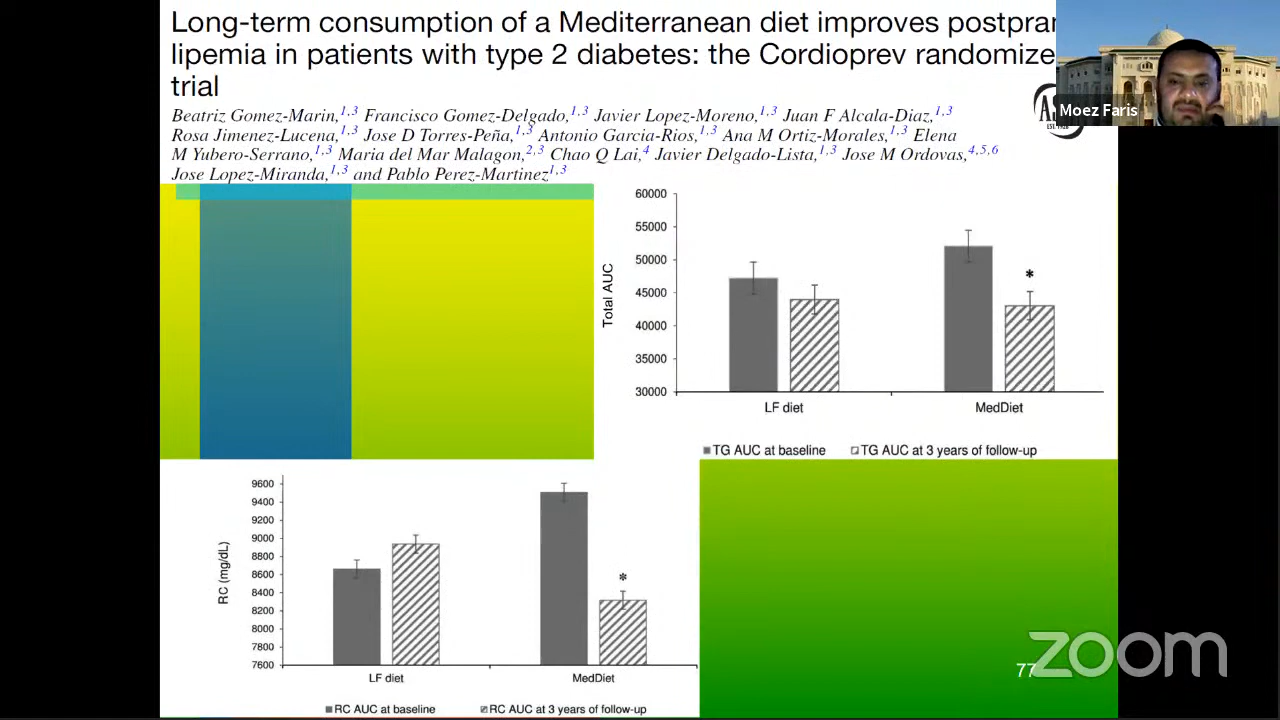 Long-term consumption of a Mediterranean diet improves
lipemia in patients with type 2 diabetes: the Cordioprev
trial
Beatriz Gomez-Marin,1,3 Francisco Gomez-Delgado,1,3 Javier Lopez-Moreno,1,3 Juan F Alcala-Diaz,1,3
Rosa Jimenez-Lucena,1,3 Jose D Torres-Peña,1,3 Antonio Garcia-Rios,1,3 Ana M Ortiz-Morales,1,3 Elena
M Yubero-Serrano,1,3 Maria del Mar Malagon,2,3 Chao Q Lai,4 Javier Delgado-Lista,1,3 Jose M Ordovas,4,5,6
Jose Lopez-Miranda,1,3 and Pablo Perez-Martinez1,3
Moez Faris
Total AUC
60000
55000
50000
45000
40000
35000
30000
*
LF diet
MedDiet
TG AUC at baseline
TG AUC at 3 years of follow-up
RC (mg/dL)
9600
9400
9200
9000
8800
8600
8400
8200
8000
7800
7600
*
LF diet
MedDiet
RC AUC at baseline
RC AUC at 3 years of follow-up
77
zoom